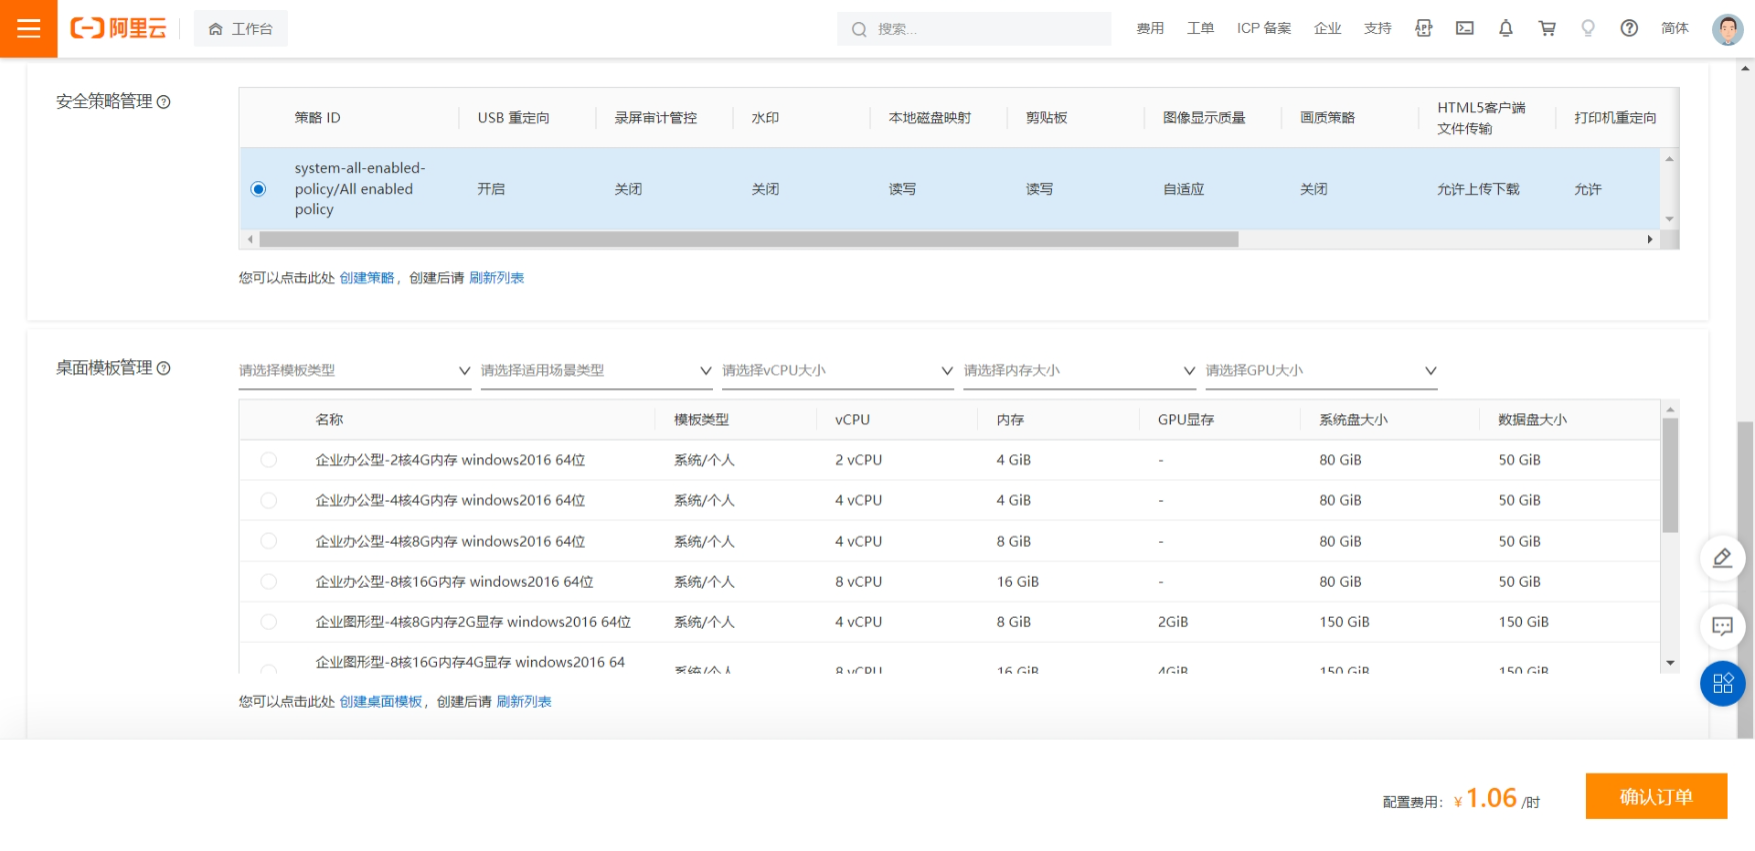 阿里云
工作台
搜索...
费用
工单
ICP 备案
企业
支持
简体
安全策略管理
策略 ID
USB 重定向
录屏审计管控
水印
本地磁盘映射
剪贴板
图像显示质量
画质策略
HTML5客户端
文件传输
打印机重定向
system-all-enabled-
policy/All enabled
policy
开启
关闭
关闭
读写
读写
自适应
关闭
允许上传下载
允许
您可以点击此处 创建策略，创建后请 刷新列表
桌面模板管理
请选择模板类型
请选择适用场景类型
请选择vCPU大小
请选择内存大小
请选择GPU大小
名称
模板类型
vCPU
内存
GPU显存
系统盘大小
数据盘大小
企业办公型-2核4G内存 windows2016 64位
系统/个人
2 vCPU
4 GiB
-
80 GiB
50 GiB
企业办公型-4核4G内存 windows2016 64位
系统/个人
4 vCPU
4 GiB
-
80 GiB
50 GiB
企业办公型-4核8G内存 windows2016 64位
系统/个人
4 vCPU
8 GiB
-
80 GiB
50 GiB
企业办公型-8核16G内存 windows2016 64位
系统/个人
8 vCPU
16 GiB
-
80 GiB
50 GiB
企业图形型-4核8G内存2G显存 windows2016 64位
系统/个人
4 vCPU
8 GiB
2GiB
150 GiB
150 GiB
企业图形型-8核16G内存4G显存 windows2016 64
系统/个人
8 vCPU
16 GiB
4GiB
150 GiB
150 GiB
您可以点击此处 创建桌面模板，创建后请 刷新列表
配置费用：¥ 1.06 /时
确认订单